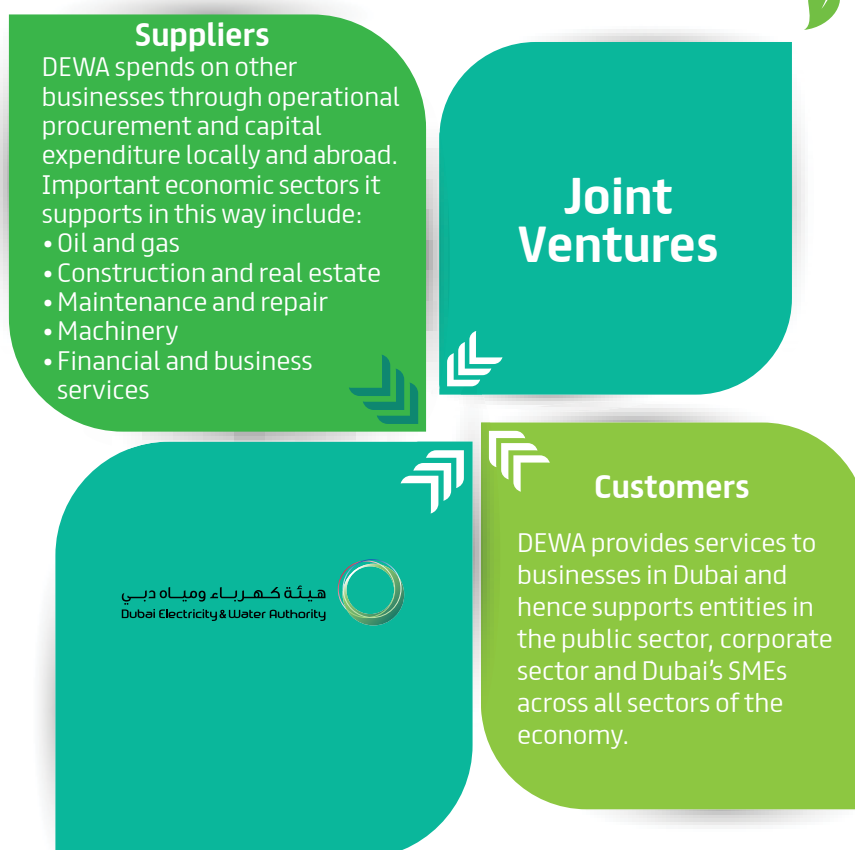 Suppliers
DEWA spends on other
businesses through operational
procurement and capital
expenditure locally and abroad.
Important economic sectors it
supports in this way include:
• Oil and gas
• Construction and real estate
• Maintenance and repair
• Machinery
• Financial and business
services
Joint
Ventures
هيئة كهرباء ومياه دبي
Dubai Electricity & Water Authority
Customers
DEWA provides services to
businesses in Dubai and
hence supports entities in
the public sector, corporate
sector and Dubai's SMEs
across all sectors of the
economy.